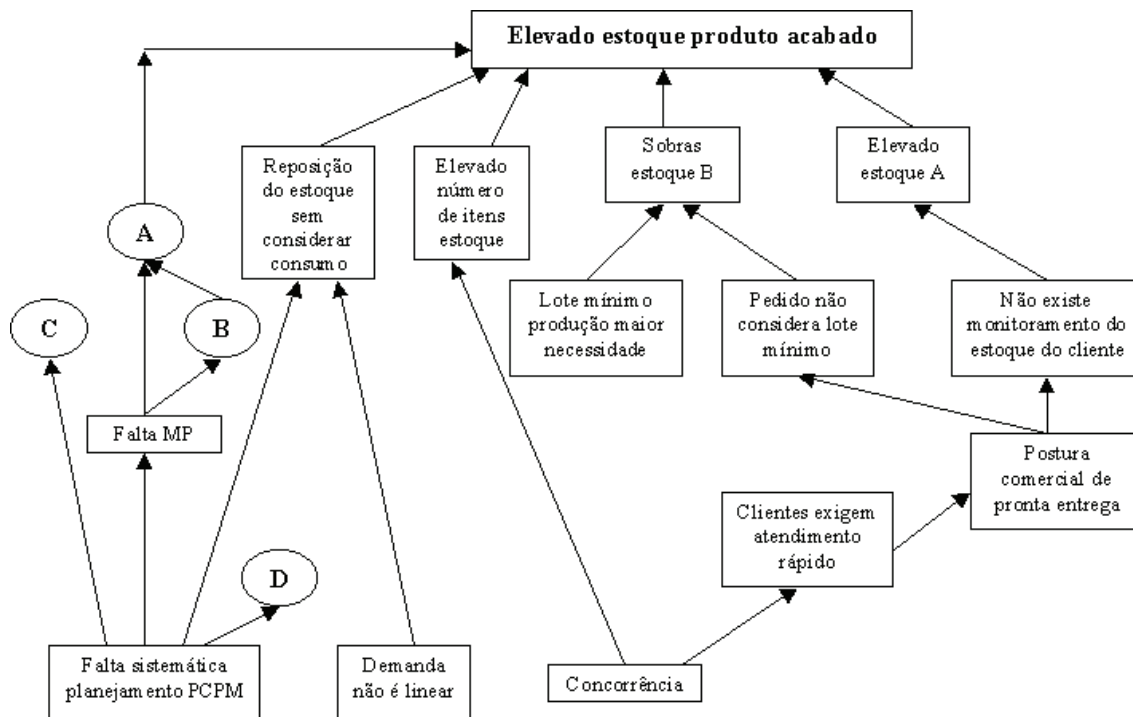 Elevado estoque produto acabado
Reposição
do estoque
sem
considerar
consumo
Elevado
número
de itens
estoque
Sobras
estoque B
Elevado
estoque A
A
C
B
Lote mínimo
produção maior
necessidade
Pedido não
considera lote
mínimo
Não existe
monitoramento do
estoque do cliente
Falta MP
Postura
comercial de
pronta entrega
Clientes exigem
atendimento
rápido
D
Falta sistemática
planejamento PCPM
Demanda
não é linear
Concorrência